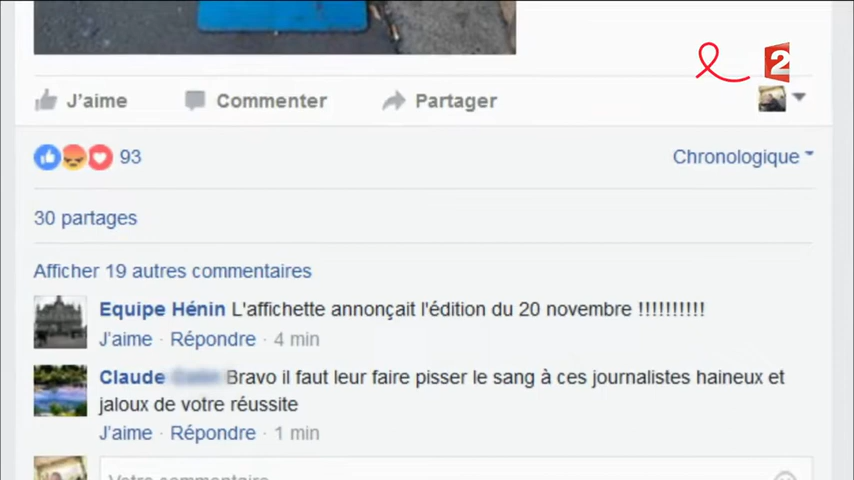 2
J'aime Commenter Partager
93 Chronologique
30 partages
Afficher 19 autres commentaires
Equipe Hénin L'affichette annonçait l'édition du 20 novembre !!!!!!!!!!
J'aime · Répondre · 4 min
Claude Bravo il faut leur faire pisser le sang à ces journalistes haineux et
jaloux de votre réussite
J'aime · Répondre · 1 min
Votre commentaire